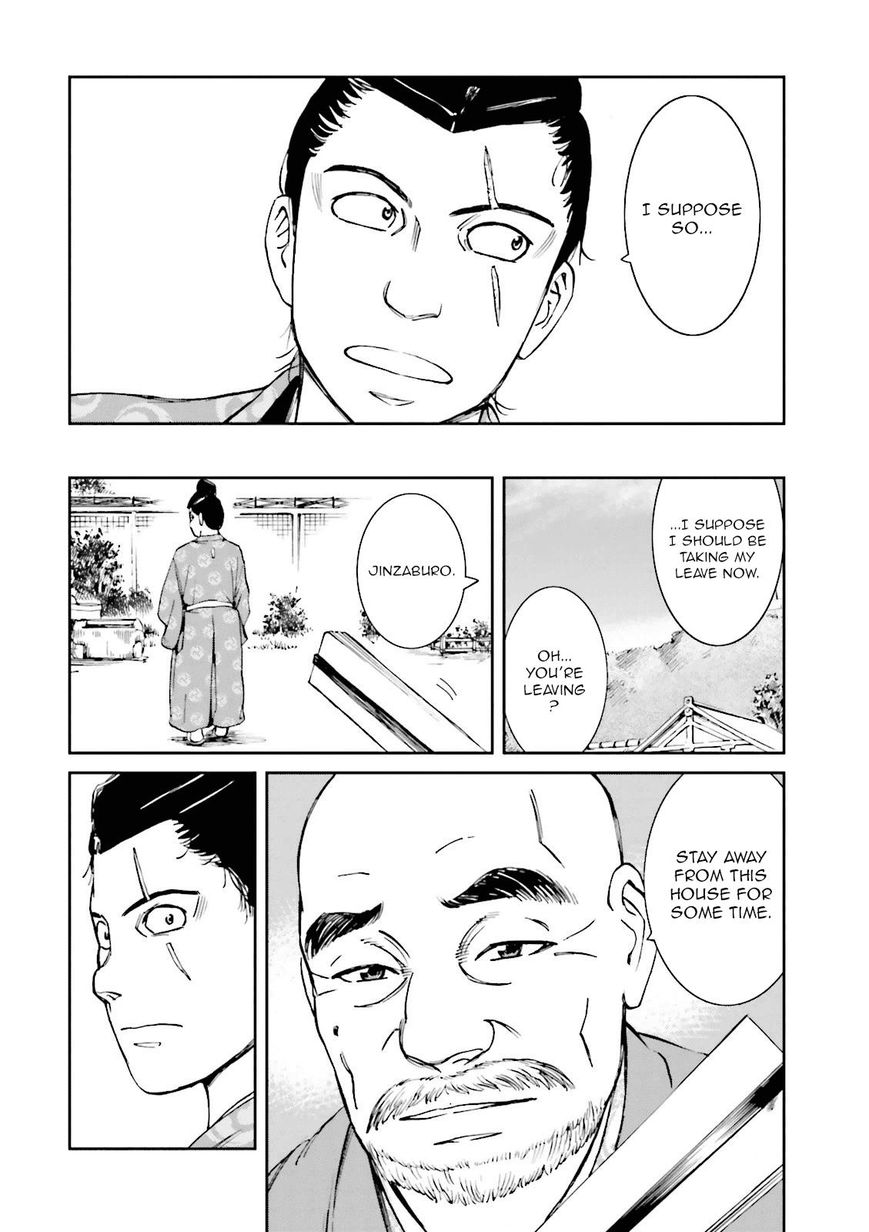 I SUPPOSE
SO...
...I SUPPOSE
I SHOULD BE
TAKING MY
LEAVE NOW.
OH...
YOU'RE
LEAVING
?
JINZABURO.
STAY AWAY
FROM THIS
HOUSE FOR
SOME TIME.